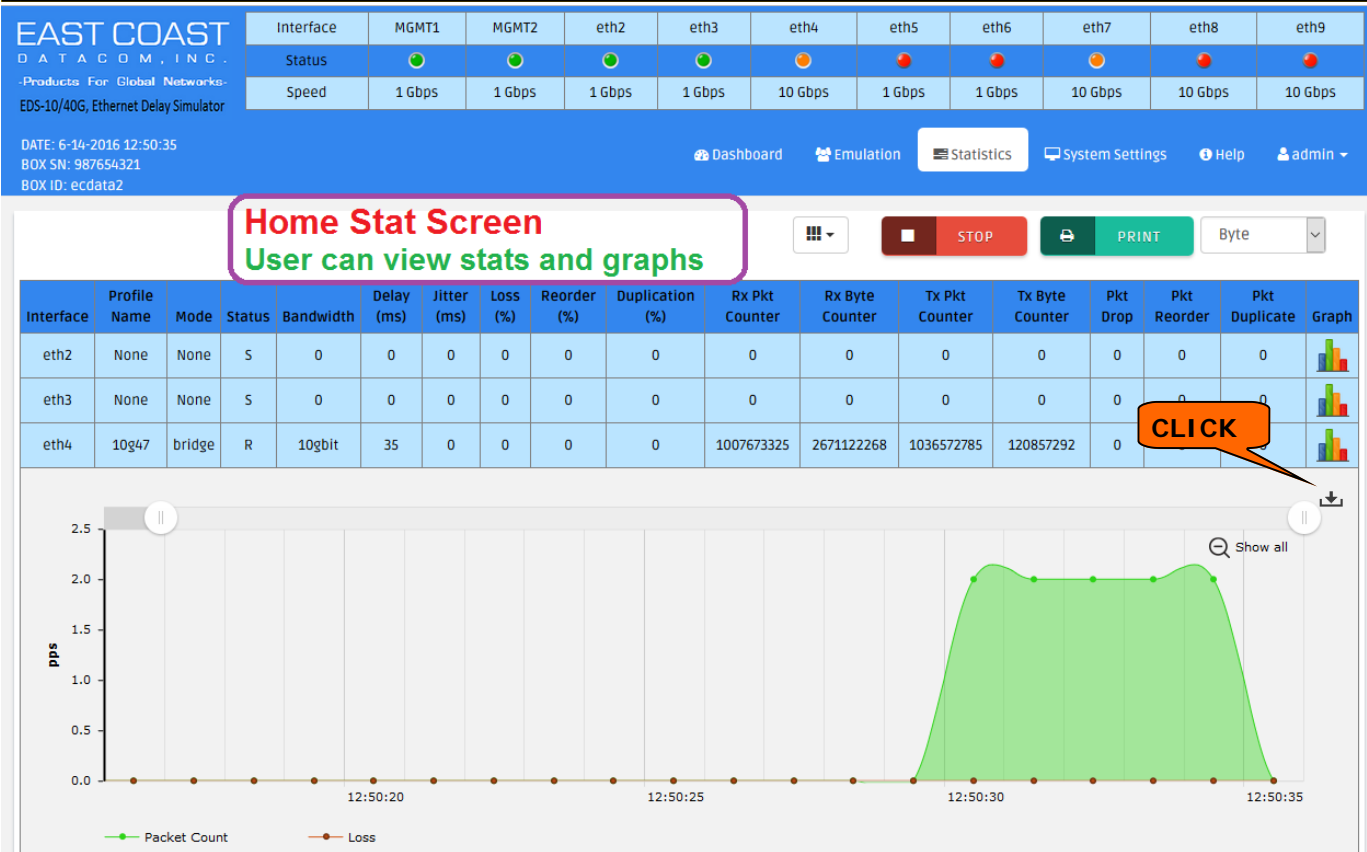 EAST COAST
DATACOM, INC.
-Products For Global Networks-
EDS-10/40G, Ethernet Delay Simulator
Interface MGMT1 MGMT2 eth2 eth3 eth4 eth5 eth6 eth7 eth8 eth9
Status
Speed 1 Gbps 1 Gbps 1 Gbps 1 Gbps 10 Gbps 1 Gbps 1 Gbps 10 Gbps 10 Gbps 10 Gbps
DATE: 6-14-2016 12:50:35
BOX SN: 987654321
BOX ID: ecdata2
Dashboard Emulation Statistics System Settings Help admin
Home Stat Screen
User can view stats and graphs
STOP PRINT Byte
Interface Profile Name Mode Status Bandwidth Delay (ms) Jitter (ms) Loss (%) Reorder (%) Duplication (%) Rx Pkt Counter Rx Byte Counter Tx Pkt Counter Tx Byte Counter Pkt Drop Pkt Reorder Pkt Duplicate Graph
eth2 None None S 0 0 0 0 0 0 0 0 0 0 0 0 0
eth3 None None S 0 0 0 0 0 0 0 0 0 0 0 0 0
eth4 10g47 bridge R 10gbit 35 0 0 0 0 1007673325 2671122268 1036572785 120857292 0
CLICK
Show all
2.5
2.0
1.5
1.0
0.5
0.0
pps
12:50:20 12:50:25 12:50:30 12:50:35
Packet Count Loss